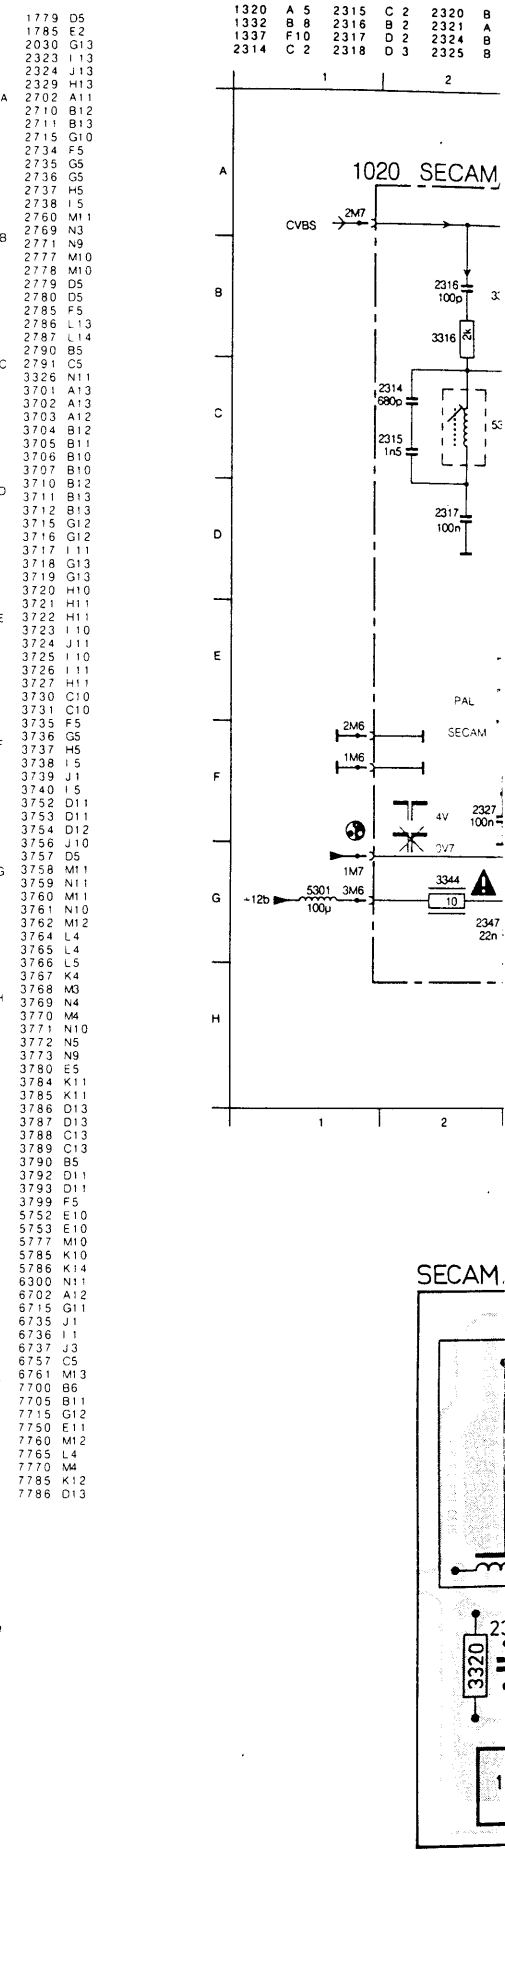 1779 D5
1785 E2
2030 G13
2323 I 13
2324 J13
2329 H13
2702 A11
2710 B12
2711 B13
2715 G10
2734 F5
2735 G5
2736 G5
2737 H5
2738 I 5
2760 M11
2769 N3
2771 N9
2777 M10
2778 M10
2779 D5
2780 D5
2785 F5
2786 L13
2787 L14
2790 B5
2791 C5
3326 N11
3701 A13
3702 A13
3703 A12
3704 B12
3705 B11
3706 B10
3707 B10
3710 B12
3711 B13
3712 B13
3715 G12
3716 G12
3717 I 11
3718 G13
3719 G13
3720 H10
3721 H11
3722 H11
3723 I 10
3724 J11
3725 I 10
3726 I 11
3727 H11
3730 C10
3731 C10
3735 F5
3736 G5
3737 H5
3738 I 5
3739 J1
3740 I 5
3752 D11
3753 D11
3754 D12
3756 J10
3757 D5
3758 M11
3759 N11
3760 M11
3761 N10
3762 M12
3764 L4
3765 L4
3766 L5
3767 K4
3768 M3
3769 N4
3770 M4
3771 N10
3772 N5
3773 N9
3780 E5
3784 K11
3785 K11
3786 D13
3787 D13
3788 C13
3789 C13
3790 B5
3792 D11
3793 D11
3799 F5
5752 E10
5753 E10
5777 M10
5785 K10
5786 K14
6300 N11
6702 A12
6715 G11
6735 J1
6736 I 1
6737 J3
6757 C5
6761 M13
7700 B6
7705 B11
7715 G12
7750 E11
7760 M12
7765 L4
7770 M4
7785 K12
7786 D13
A
B
C
D
E
F
G
H
1320 A 5 2315 C 2 2320 B
1332 B 8 2316 B 2 2321 A
1337 F10 2317 D 2 2324 B
2314 C 2 2318 D 3 2325 B
1 2
A
1020 SECAM
2M7
CVBS
B
2316
100p
3316 2k
2314
680p
C
2315
1n5
2317
100n
D
E
PAL
2M6
SECAM
1M6
F
4V
2327
100n
0V7
1M7
G
+12b
5301
100µ
3M6
3344
10
2347
22n
H
1 2
SECAM
3320